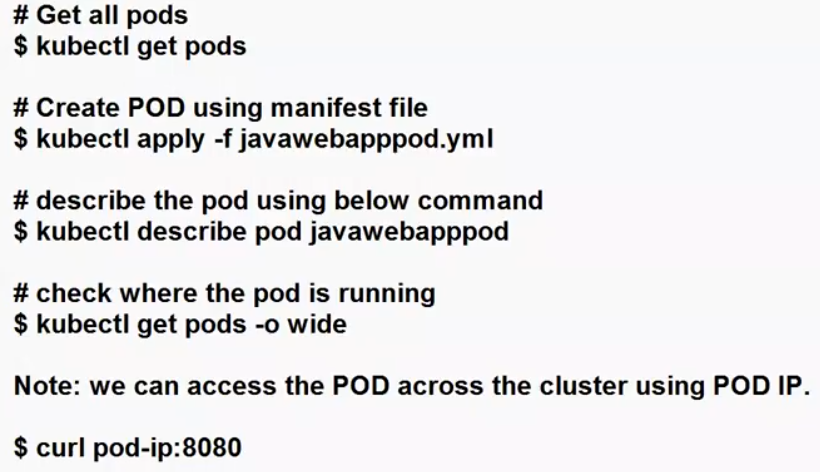 # Get all pods
$ kubectl get pods
# Create POD using manifest file
$ kubectl apply -f javawebapppod.yml
# describe the pod using below command
$ kubectl describe pod javawebapppod
# check where the pod is running
$ kubectl get pods -o wide
Note: we can access the POD across the cluster using POD IP.
$ curl pod-ip:8080